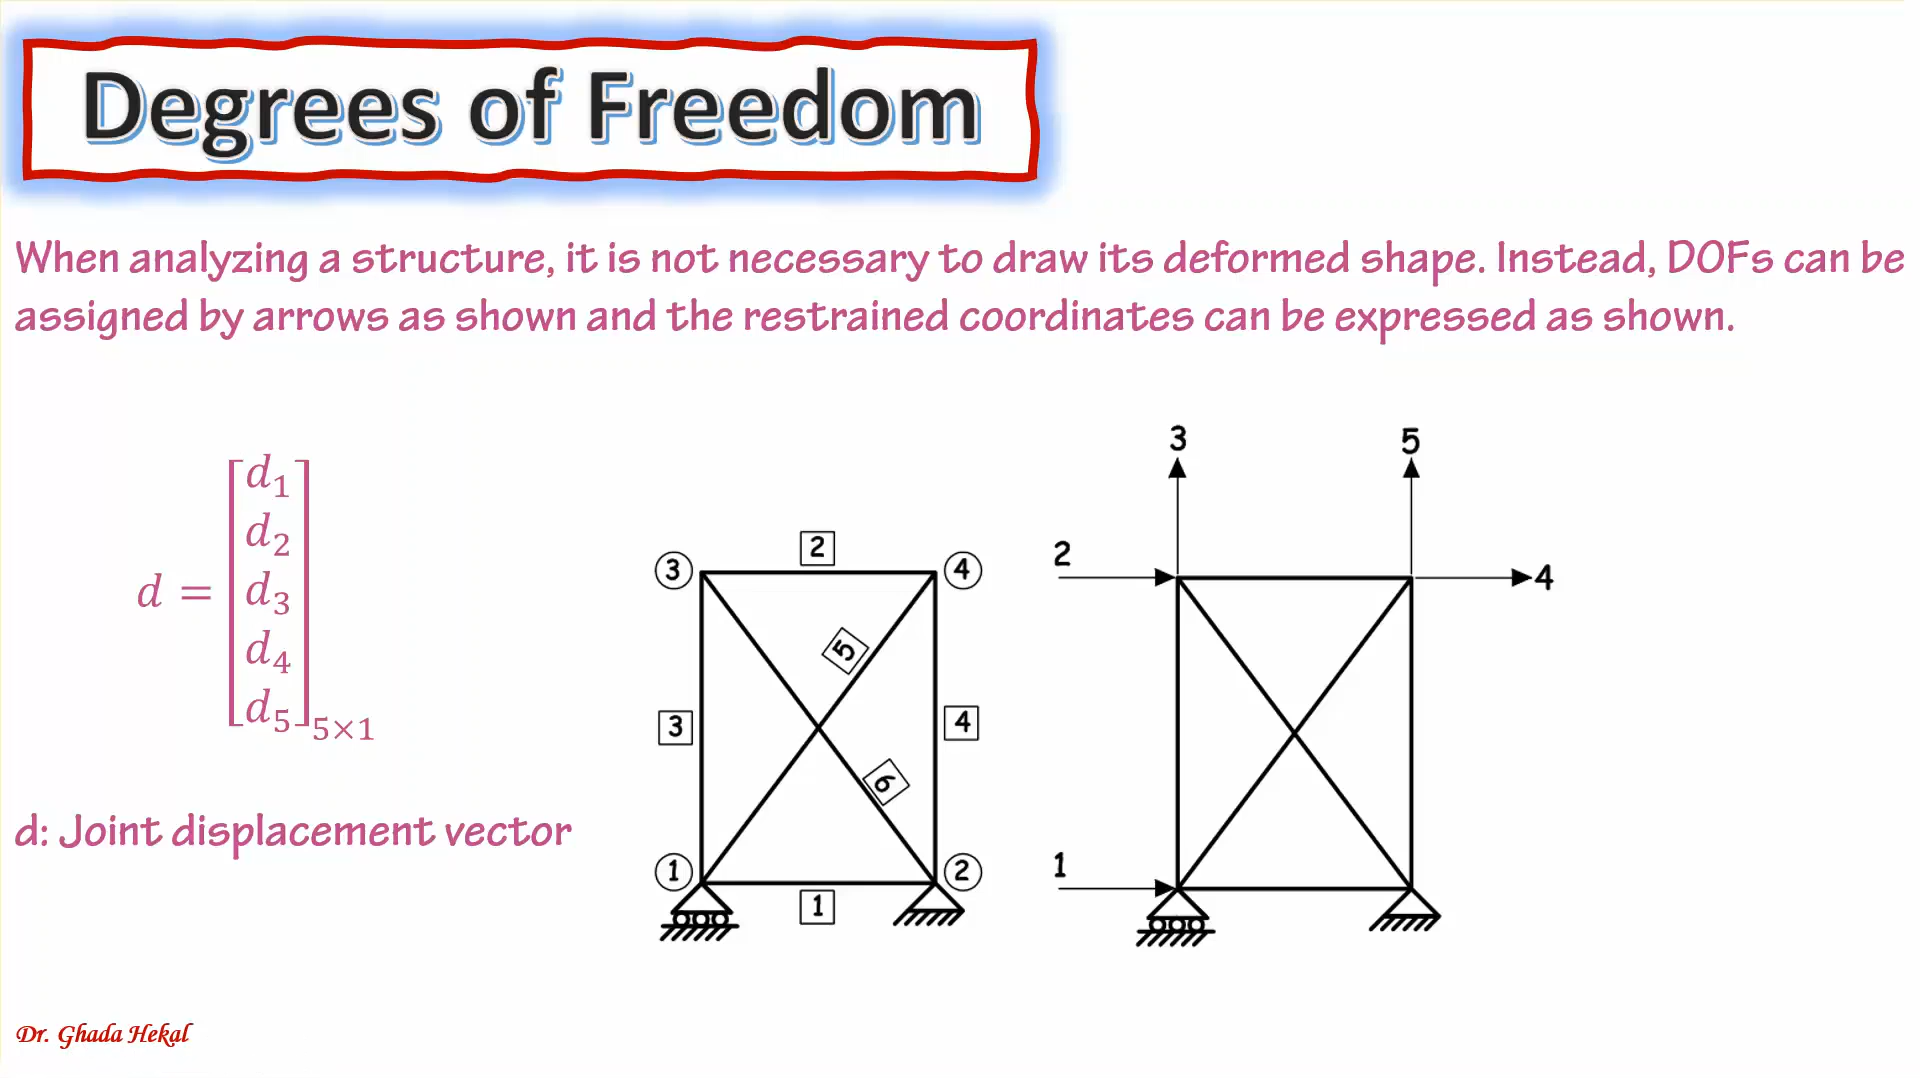 Degrees of Freedom
When analyzing a structure, it is not necessary to draw its deformed shape. Instead, DOFs can be
assigned by arrows as shown and the restrained coordinates can be expressed as shown.
d = [d₁
d₂
d₃
d₄
d₅]₅×₁
d: Joint displacement vector
2
3
4
5
3
4
6
1
2
1
3
5
2
4
1
Dr. Ghada Hekal